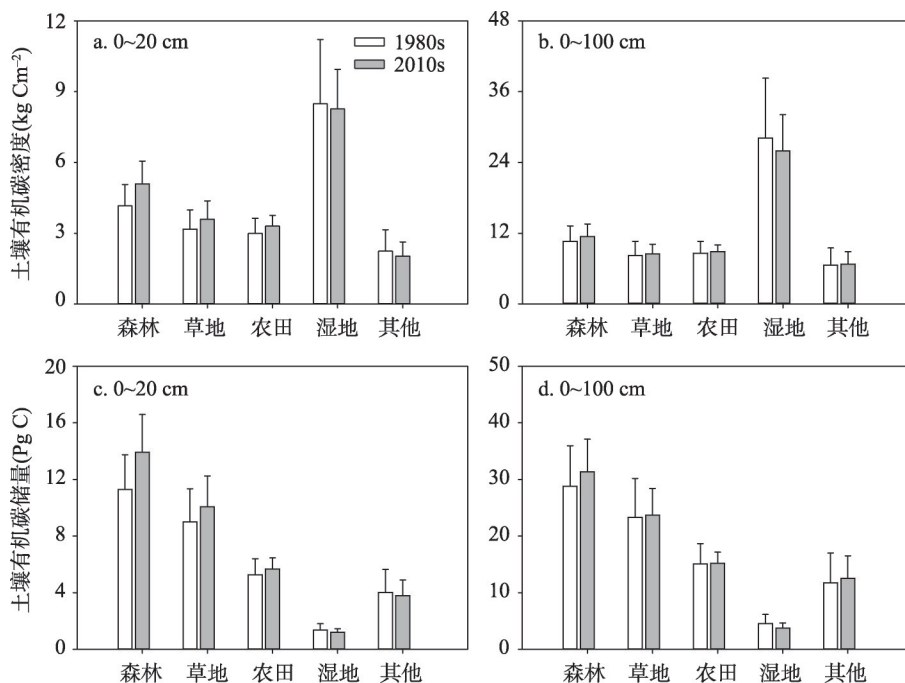 土壤有机碳密度(kg Cm⁻²)
12
9
6
3
0
a. 0~20 cm
1980s
2010s
森林 草地 农田 湿地 其他
48
36
24
12
0
b. 0~100 cm
森林 草地 农田 湿地 其他
土壤有机碳储量(Pg C)
20
16
12
8
4
0
c. 0~20 cm
森林 草地 农田 湿地 其他
50
40
30
20
10
0
d. 0~100 cm
森林 草地 农田 湿地 其他